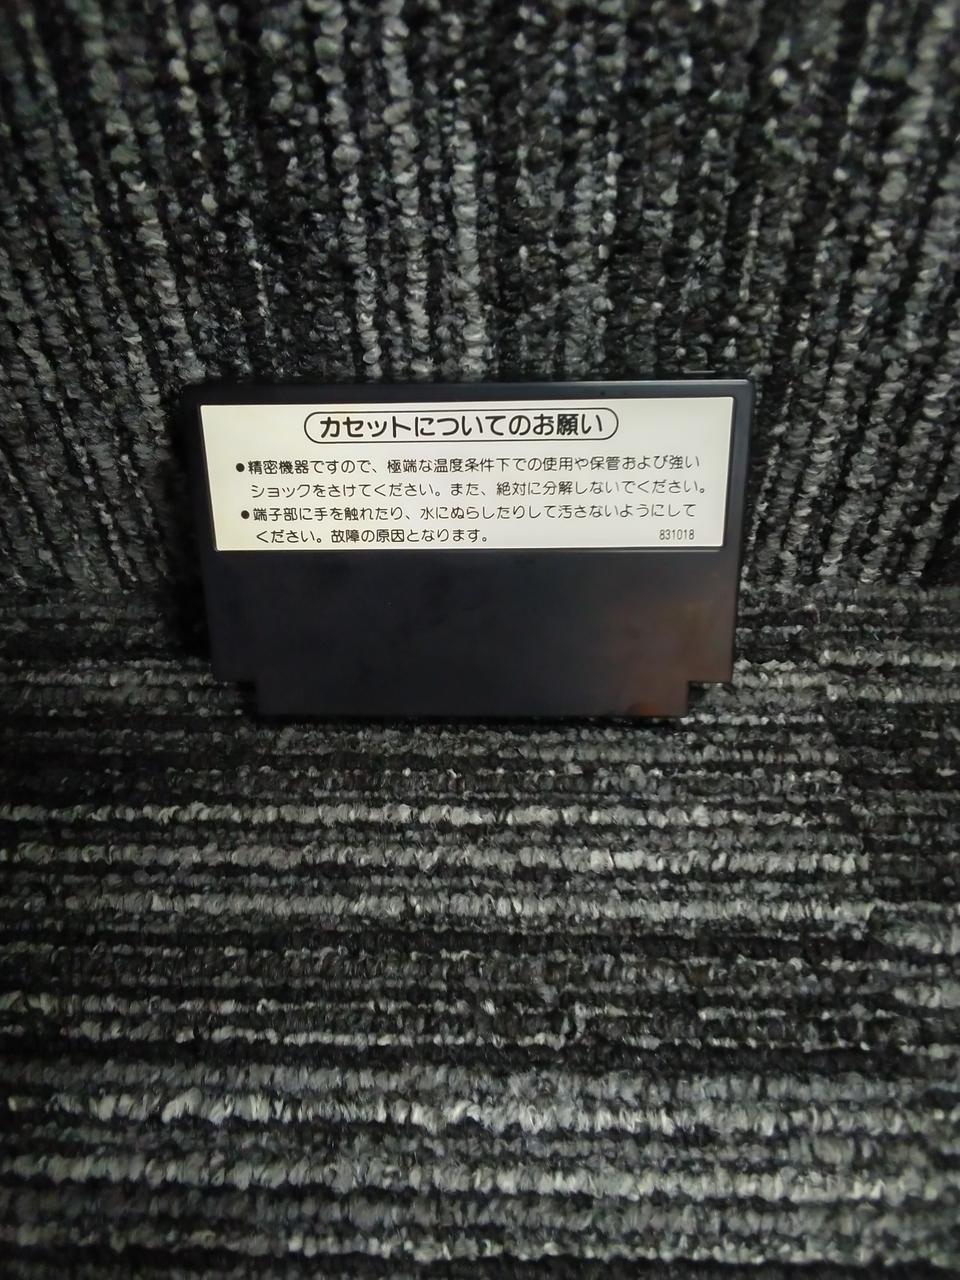 カセットについてのお願い
●精密機器ですので、極端な温度条件下での使用や保管および強い
ショックをさけてください。また、絶対に分解しないでください。
●端子部に手を触れたり、水にぬらしたりして汚さないようにして
ください。故障の原因となります。
831018